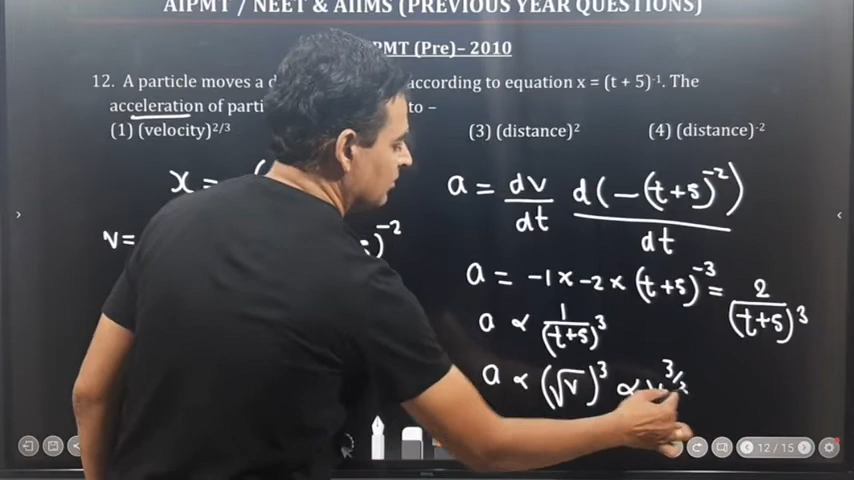 AIPMT / NEET & AIIMS (PREVIOUS YEAR QUESTIONS)
PMT (Pre)– 2010
12. A particle moves a d according to equation x = (t + 5)⁻¹. The
acceleration of parti to –
(1) (velocity)²/³ (3) (distance)² (4) (distance)⁻²
x = (
v = )⁻²
a = dv/dt d(-(t+5)⁻²)/dt
a = -1 x -2 x (t+5)⁻³ = 2/(t+5)³
a ∝ 1/(t+5)³
a ∝ (√v)³ ∝ v³/
12 / 15